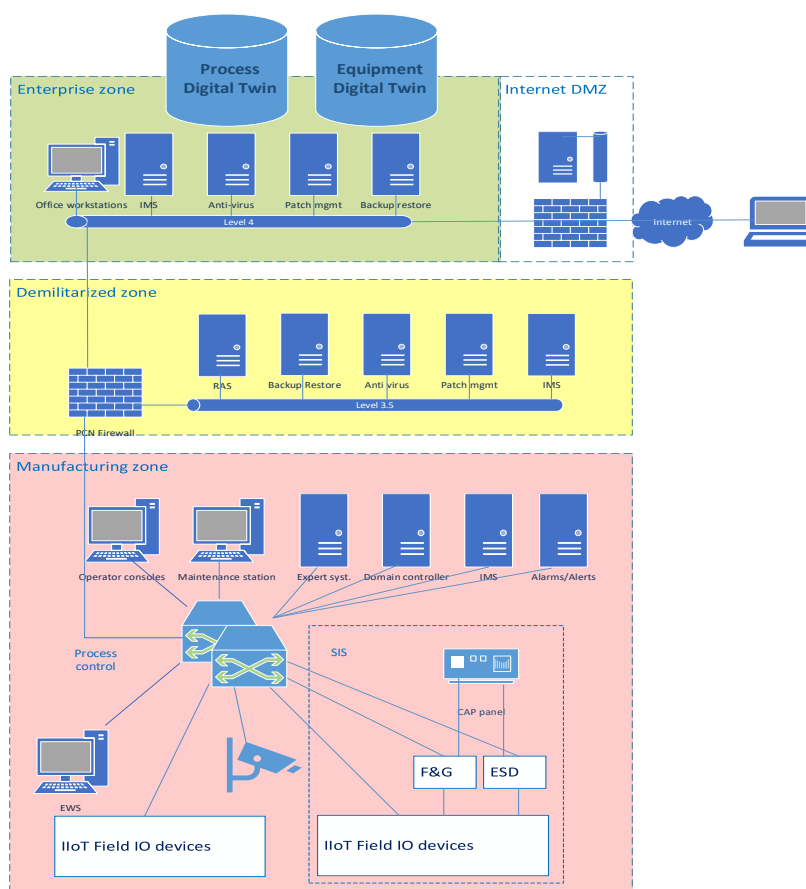 Process
Digital Twin
Equipment
Digital Twin
Enterprise zone
Internet DMZ
Office workstations
IMS
Anti-virus
Patch mgmt
Backup restore
Level 4
Internet
Demilitarized zone
RAS
Backup Restore
Anti virus
Patch mgmt
IMS
Level 3.5
PCN Firewall
Manufacturing zone
Operator consoles
Maintenance station
Expert syst.
Domain controller
IMS
Alarms/Alerts
Process
control
SIS
CAP panel
F&G
ESD
EWS
IIoT Field IO devices
IIoT Field IO devices